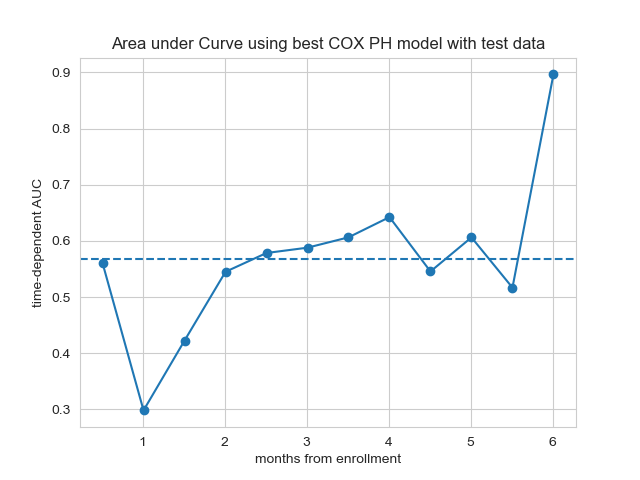 Area under Curve using best COX PH model with test data
time-dependent AUC
0.9
0.8
0.7
0.6
0.5
0.4
0.3
1 2 3 4 5 6
months from enrollment